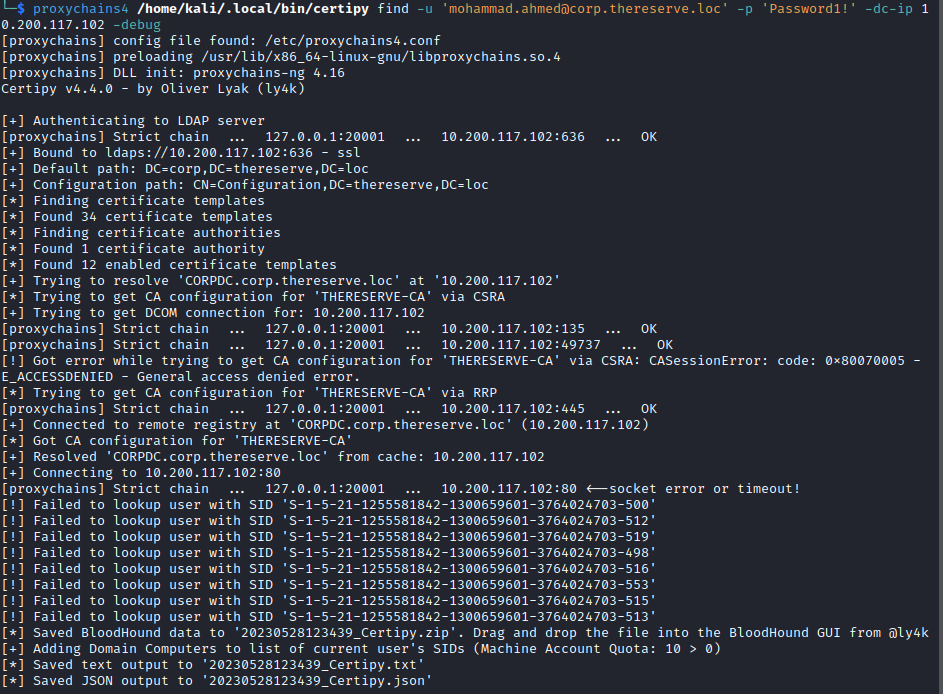 └─$ proxychains4 /home/kali/.local/bin/certipy find -u 'mohammad.ahmed@corp.thereserve.loc' -p 'Password1!' -dc-ip 1
0.200.117.102 -debug
[proxychains] config file found: /etc/proxychains4.conf
[proxychains] preloading /usr/lib/x86_64-linux-gnu/libproxychains.so.4
[proxychains] DLL init: proxychains-ng 4.16
Certipy v4.4.0 - by Oliver Lyak (ly4k)
[+] Authenticating to LDAP server
[proxychains] Strict chain  ...  127.0.0.1:20001  ...  10.200.117.102:636  ...  OK
[+] Bound to ldaps://10.200.117.102:636 - ssl
[+] Default path: DC=corp,DC=thereserve,DC=loc
[+] Configuration path: CN=Configuration,DC=thereserve,DC=loc
[*] Finding certificate templates
[*] Found 34 certificate templates
[*] Finding certificate authorities
[*] Found 1 certificate authority
[*] Found 12 enabled certificate templates
[+] Trying to resolve 'CORPDC.corp.thereserve.loc' at '10.200.117.102'
[*] Trying to get CA configuration for 'THERESERVE-CA' via CSRA
[+] Trying to get DCOM connection for: 10.200.117.102
[proxychains] Strict chain  ...  127.0.0.1:20001  ...  10.200.117.102:135  ...  OK
[proxychains] Strict chain  ...  127.0.0.1:20001  ...  10.200.117.102:49737  ...  OK
[!] Got error while trying to get CA configuration for 'THERESERVE-CA' via CSRA: CASessionError: code: 0×80070005 -
E_ACCESSDENIED - General access denied error.
[*] Trying to get CA configuration for 'THERESERVE-CA' via RRP
[proxychains] Strict chain  ...  127.0.0.1:20001  ...  10.200.117.102:445  ...  OK
[+] Connected to remote registry at 'CORPDC.corp.thereserve.loc' (10.200.117.102)
[*] Got CA configuration for 'THERESERVE-CA'
[+] Resolved 'CORPDC.corp.thereserve.loc' from cache: 10.200.117.102
[+] Connecting to 10.200.117.102:80
[proxychains] Strict chain  ...  127.0.0.1:20001  ...  10.200.117.102:80 ←—socket error or timeout!
[!] Failed to lookup user with SID 'S-1-5-21-1255581842-1300659601-3764024703-500'
[!] Failed to lookup user with SID 'S-1-5-21-1255581842-1300659601-3764024703-512'
[!] Failed to lookup user with SID 'S-1-5-21-1255581842-1300659601-3764024703-519'
[!] Failed to lookup user with SID 'S-1-5-21-1255581842-1300659601-3764024703-498'
[!] Failed to lookup user with SID 'S-1-5-21-1255581842-1300659601-3764024703-516'
[!] Failed to lookup user with SID 'S-1-5-21-1255581842-1300659601-3764024703-553'
[!] Failed to lookup user with SID 'S-1-5-21-1255581842-1300659601-3764024703-515'
[!] Failed to lookup user with SID 'S-1-5-21-1255581842-1300659601-3764024703-513'
[*] Saved BloodHound data to '20230528123439_Certipy.zip'. Drag and drop the file into the BloodHound GUI from @ly4k
[+] Adding Domain Computers to list of current user's SIDs (Machine Account Quota: 10 > 0)
[*] Saved text output to '20230528123439_Certipy.txt'
[*] Saved JSON output to '20230528123439_Certipy.json'